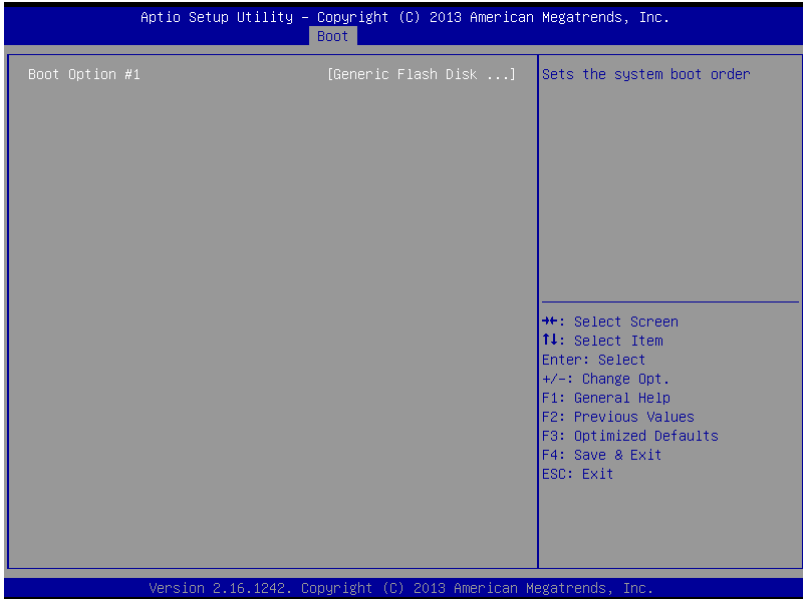 Aptio Setup Utility – Copyright (C) 2013 American Megatrends, Inc.
Boot
Boot Option #1 [Generic Flash Disk ...]
Sets the system boot order
→←: Select Screen
↑↓: Select Item
Enter: Select
+/-: Change Opt.
F1: General Help
F2: Previous Values
F3: Optimized Defaults
F4: Save & Exit
ESC: Exit
Version 2.16.1242. Copyright (C) 2013 American Megatrends, Inc.